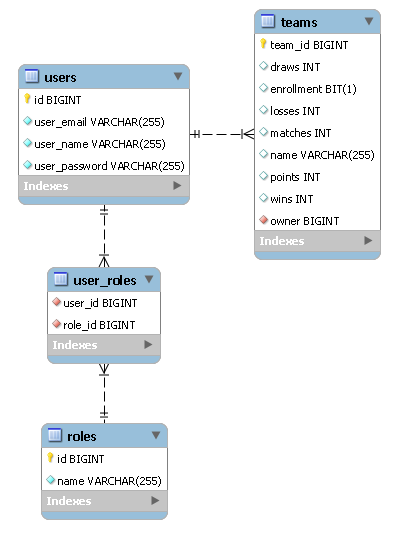 teams
team_id BIGINT
draws INT
enrollment BIT(1)
losses INT
matches INT
name VARCHAR(255)
points INT
wins INT
owner BIGINT
Indexes
users
id BIGINT
user_email VARCHAR(255)
user_name VARCHAR(255)
user_password VARCHAR(255)
Indexes
user_roles
user_id BIGINT
role_id BIGINT
Indexes
roles
id BIGINT
name VARCHAR(255)
Indexes